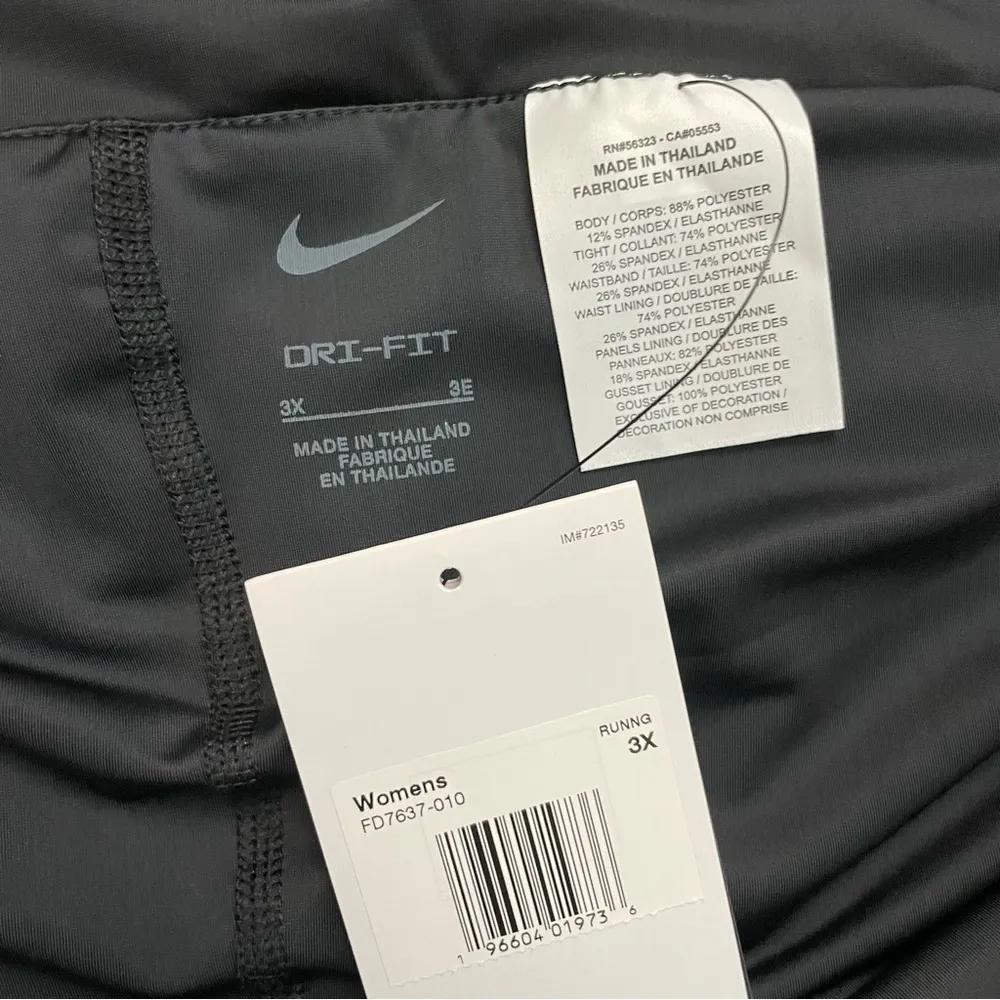 RN#56323 - CA#05553
MADE IN THAILAND
FABRIQUE EN THAILANDE
BODY / CORPS: 88% POLYESTER
12% SPANDEX / ELASTHANNE
TIGHT / COLLANT: 74% POLYESTER
26% SPANDEX / ELASTHANNE
WAISTBAND / TAILLE: 74% POLYESTER
26% SPANDEX / ELASTHANNE
WAIST LINING / DOUBLURE DE TAILLE:
74% POLYESTER
26% SPANDEX / ELASTHANNE
PANELS LINING / DOUBLURE DES
PANNEAUX: 82% POLYESTER
18% SPANDEX / ELASTHANNE
GUSSET LINING / DOUBLURE DE
GOUSSET: 100% POLYESTER
EXCLUSIVE OF DECORATION /
DECORATION NON COMPRISE
DRI-FIT
3X 3E
MADE IN THAILAND
FABRIQUE
EN THAILANDE
IM#722135
RUNNG
3X
Womens
FD7637-010
1 96604 01973 6